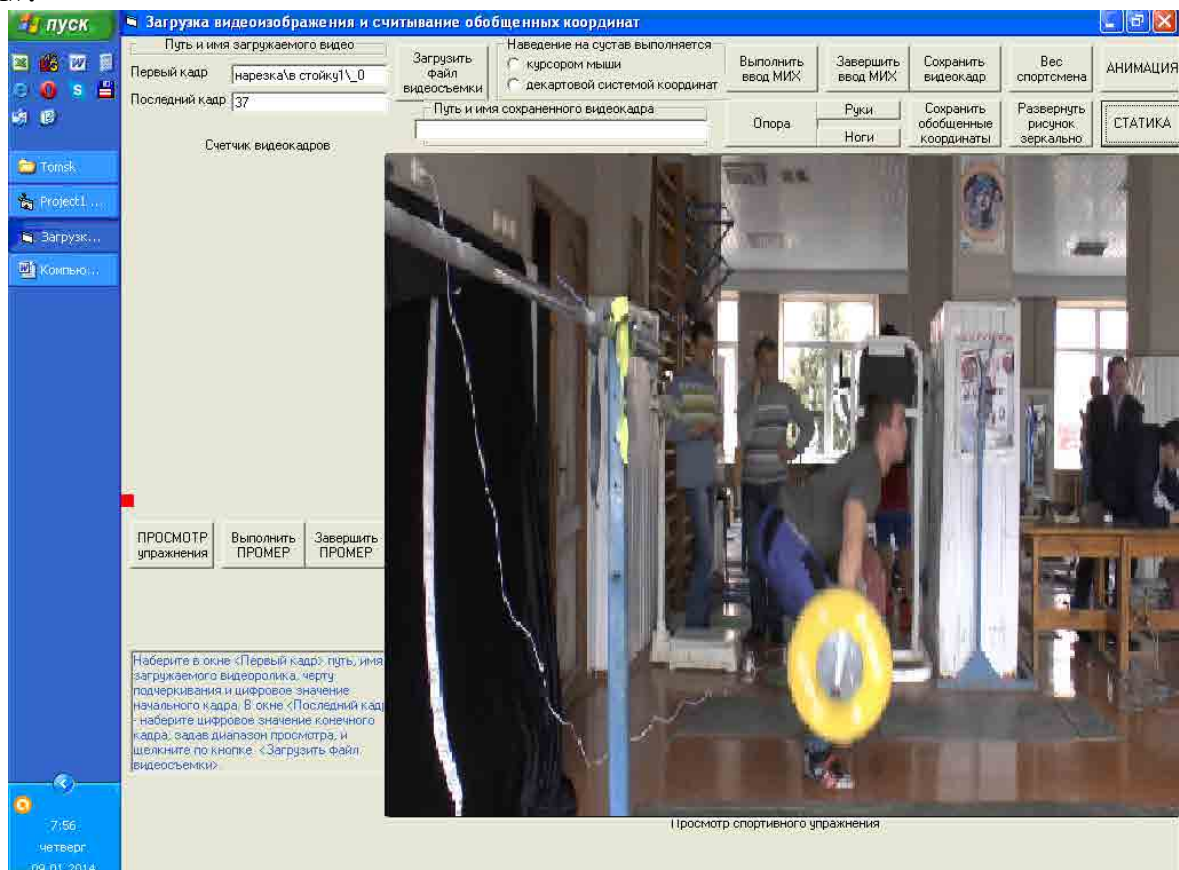 пуск
Загрузка видеоизображения и считывание обобщенных координат
Путь и имя загружаемого видео
Первый кадр
нарезка\в стойку1\_0
Последний кадр
37
Счетчик видеокадров
Загрузить
файл
видеосъемки
Наведение на сустав выполняется
курсором мыши
декартовой системой координат
Путь и имя сохраненного видеокадра
Выполнить
ввод МИХ
Завершить
ввод МИХ
Сохранить
видеокадр
Вес
спортсмена
АНИМАЦИЯ
Опора
Руки
Ноги
Сохранить
обобщенные
координаты
Развернуть
рисунок
зеркально
СТАТИКА
Tomsk
Project1 ...
Загрузк...
Компью...
ПРОСМОТР
упражнения
Выполнить
ПРОМЕР
Завершить
ПРОМЕР
Наберите в окне <Первый кадр> путь, имя
загружаемого видеоролика, черту
подчеркивания и цифровое значение
начального кадра. В окне <Последний кад
- наберите цифровое значение конечного
кадра, задав диапазон просмотра, и
щелкните по кнопке <Загрузить файл
видеосъемки>
Просмотр спортивного упражнения
7:56
четверг
09.01.2014